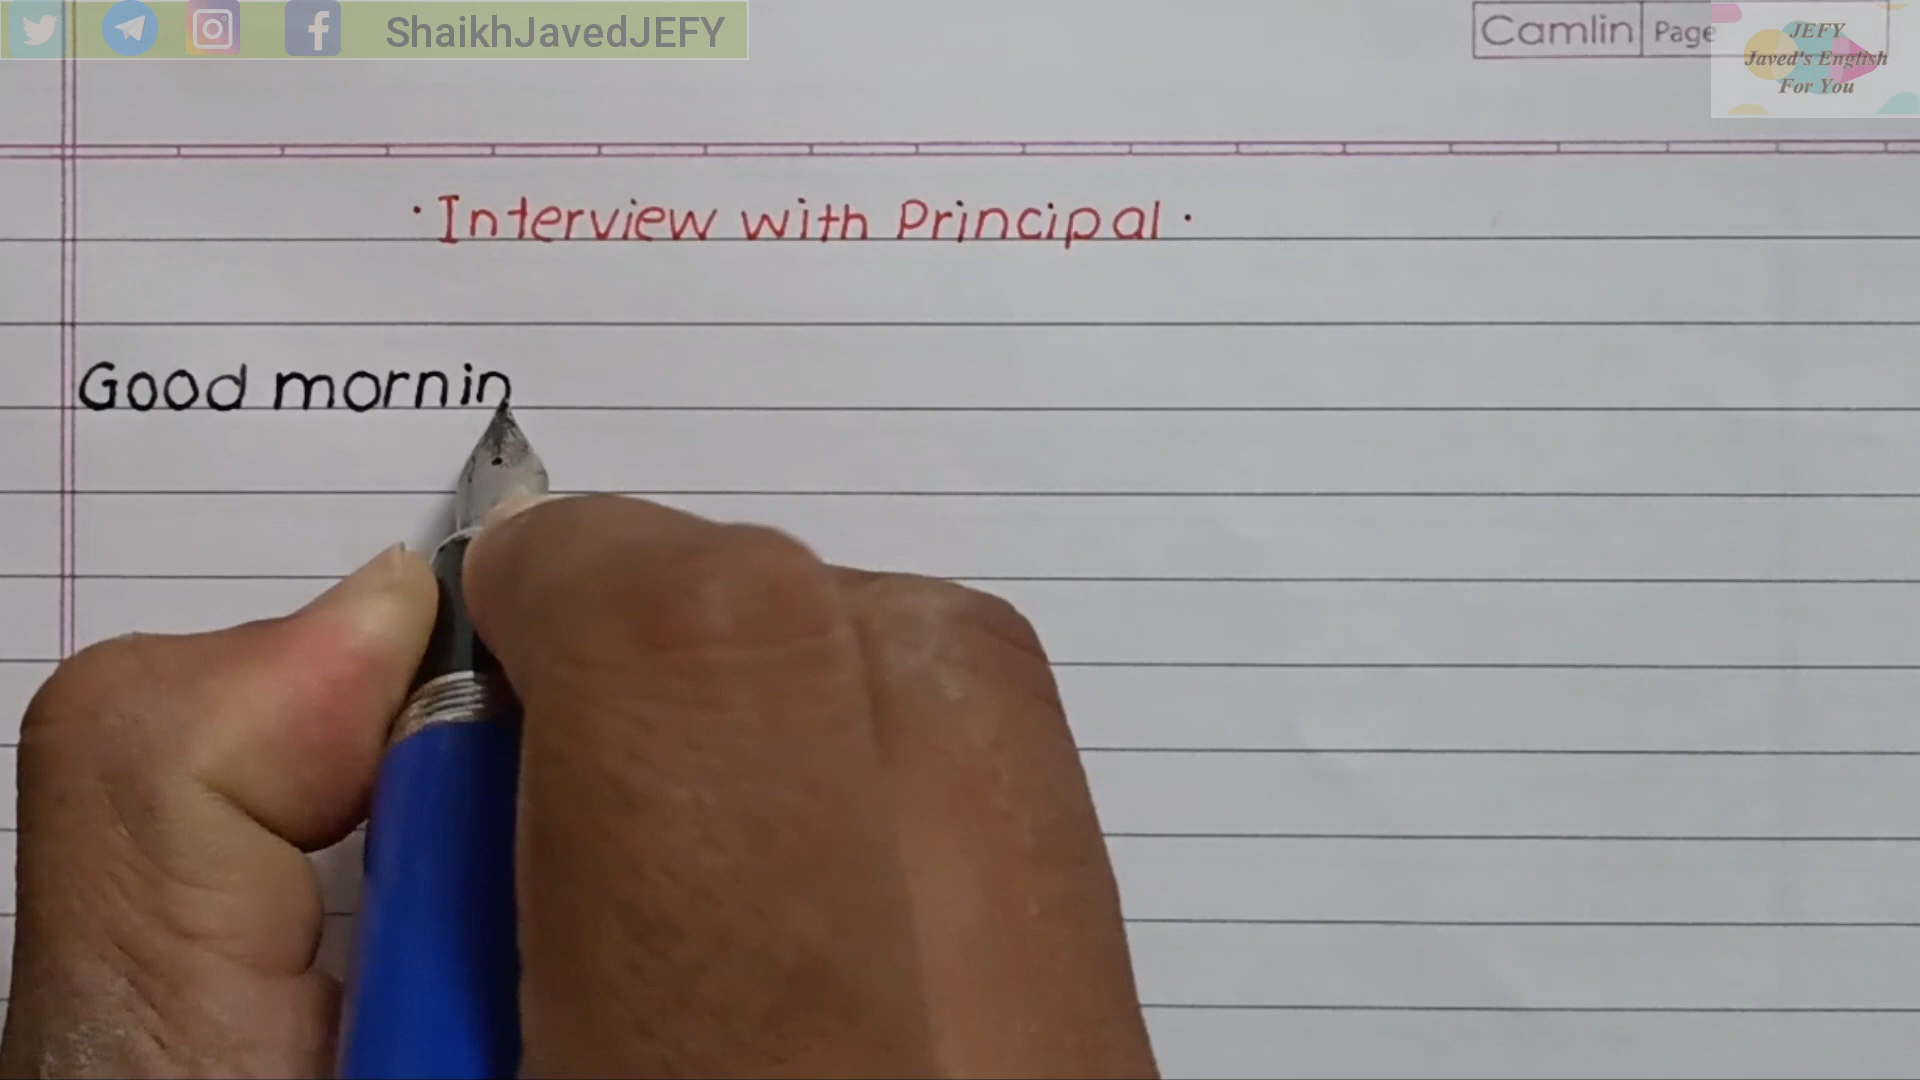 ShaikhJavedJEFY
Camlin Page
JEFY
Javed's English
For You
· Interview with Principal ·
Good mornin